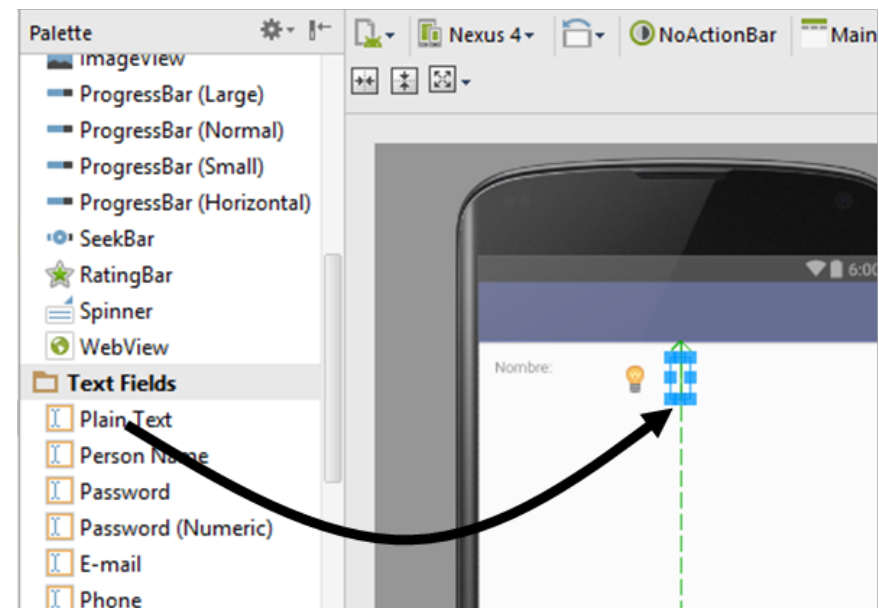 Palette
Nexus 4
NoActionBar
Main
ImageView
ProgressBar (Large)
ProgressBar (Normal)
ProgressBar (Small)
ProgressBar (Horizontal)
SeekBar
RatingBar
Spinner
WebView
Text Fields
Plain Text
Person Name
Password
Password (Numeric)
E-mail
Phone
6:00
Nombre: